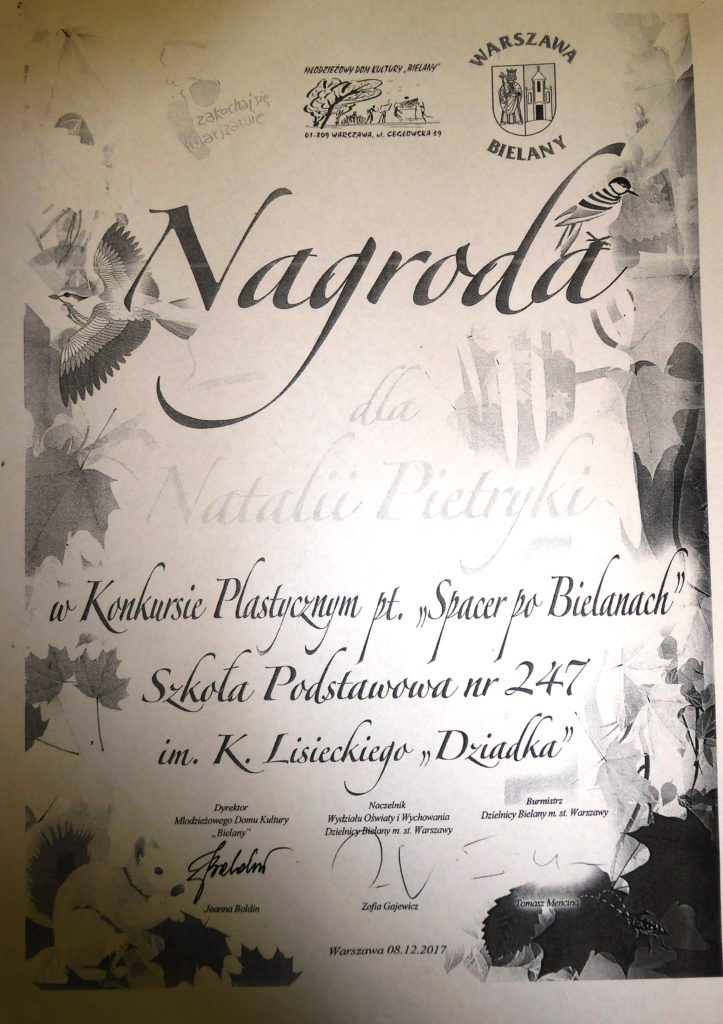 zakochaj się
w Warszawie
MŁODZIEŻOWY DOM KULTURY „BIELANY”
01-809 WARSZAWA, ul. CEGŁOWSKA 39
WARSZAWA
BIELANY
Nagroda
dla
Natalii Pietryki
w Konkursie Plastycznym pt. „Spacer po Bielanach”
Szkoła Podstawowa nr 247
im. K. Lisieckiego „Dziadka”
Dyrektor
Młodzieżowego Domu Kultury
„Bielany”
Joanna Boldin
Naczelnik
Wydziału Oświaty i Wychowania
Dzielnicy Bielany m. st. Warszawy
Zofia Gajewicz
Burmistrz
Dzielnicy Bielany m. st. Warszawy
Tomasz Mencina
Warszawa 08.12.2017